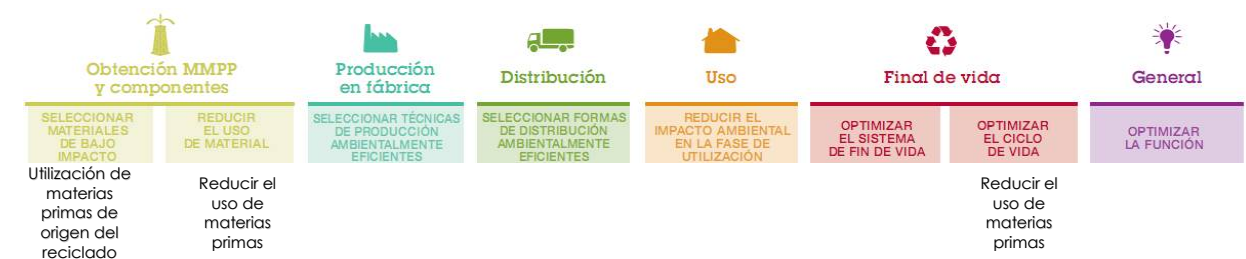 Obtención MMPP
y componentes
Producción
en fábrica
Distribución
Uso
Final de vida
General
SELECCIONAR
MATERIALES
DE BAJO
IMPACTO
REDUCIR
EL USO
DE MATERIAL
SELECCIONAR TÉCNICAS
DE PRODUCCIÓN
AMBIENTALMENTE
EFICIENTES
SELECCIONAR FORMAS
DE DISTRIBUCIÓN
AMBIENTALMENTE
EFICIENTES
REDUCIR EL
IMPACTO AMBIENTAL
EN LA FASE DE
UTILIZACIÓN
OPTIMIZAR
EL SISTEMA
DE FIN DE VIDA
OPTIMIZAR
EL CICLO
DE VIDA
OPTIMIZAR
LA FUNCIÓN
Utilización de
materias
primas de
origen del
reciclado
Reducir el
uso de
materias
primas
Reducir el
uso de
materias
primas